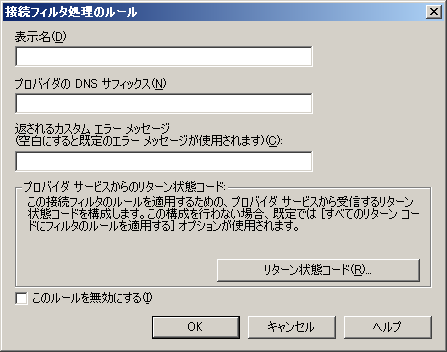 接続フィルタ処理のルール
表示名(D)
プロバイダの DNS サフィックス(N)
返されるカスタム エラー メッセージ
(空白にすると既定のエラー メッセージが使用されます)(C):
プロバイダ サービスからのリターン状態コード:
この接続フィルタのルールを適用するための、プロバイダ サービスから受信するリターン
状態コードを構成します。この構成を行わない場合、既定では [すべてのリターン コー
ドにフィルタのルールを適用する] オプションが使用されます。
リターン状態コード(R)...
このルールを無効にする(I)
OK キャンセル ヘルプ